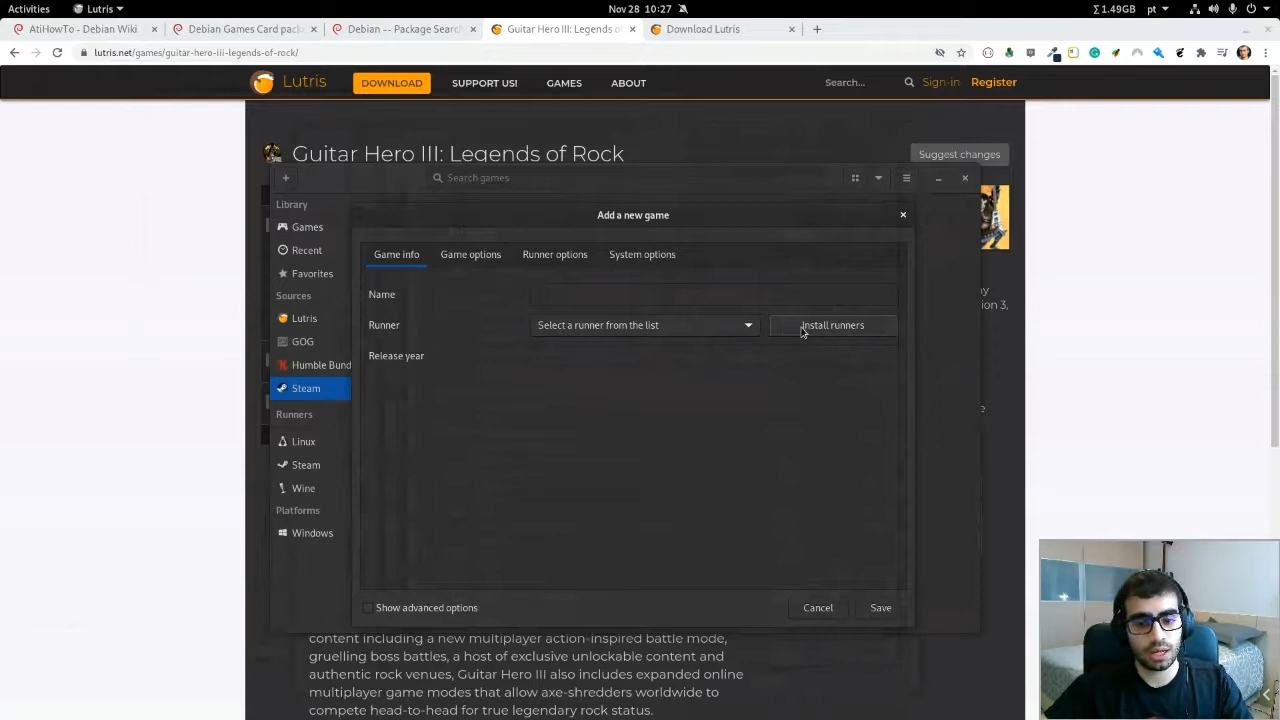 Activities Lutris Nov 28 10:27 1.49GB pt
AtiHowTo - Debian Wiki Debian Games Card pack Debian -- Package Search Guitar Hero III: Legends of Download Lutris
lutris.net/games/guitar-hero-iii-legends-of-rock/
Lutris DOWNLOAD SUPPORT US! GAMES ABOUT Search... Sign-in Register
Guitar Hero III: Legends of Rock Suggest changes
Search games
Library
Games
Recent
Favorites
Sources
Lutris
GOG
Humble Bund
Steam
Runners
Linux
Steam
Wine
Platforms
Windows
Add a new game
Game info Game options Runner options System options
Name
Runner Select a runner from the list Install runners
Release year
Show advanced options Cancel Save
ion 3,
content including a new multiplayer action-inspired battle mode,
gruelling boss battles, a host of exclusive unlockable content and
authentic rock venues, Guitar Hero III also includes expanded online
multiplayer game modes that allow axe-shredders worldwide to
compete head-to-head for true legendary rock status.